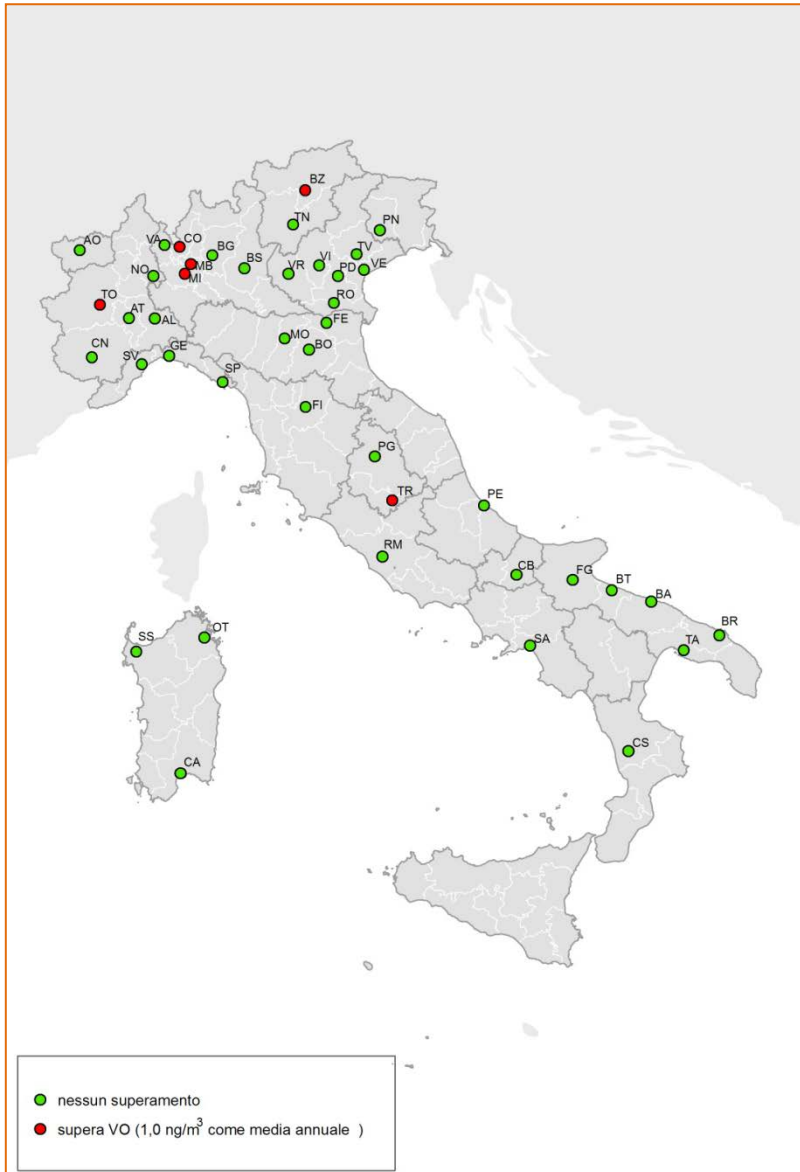 BZ
TN
PN
AO
VA
CO
BG
TV
MB
BS
VI
VE
NO
MI
VR
PD
TO
RO
AT
AL
FE
MO
BO
CN
SV
GE
SP
FI
PG
TR
PE
RM
CB
FG
BT
BA
BR
SS
OT
SA
TA
CA
CS
nessun superamento
supera VO (1,0 ng/m³ come media annuale )